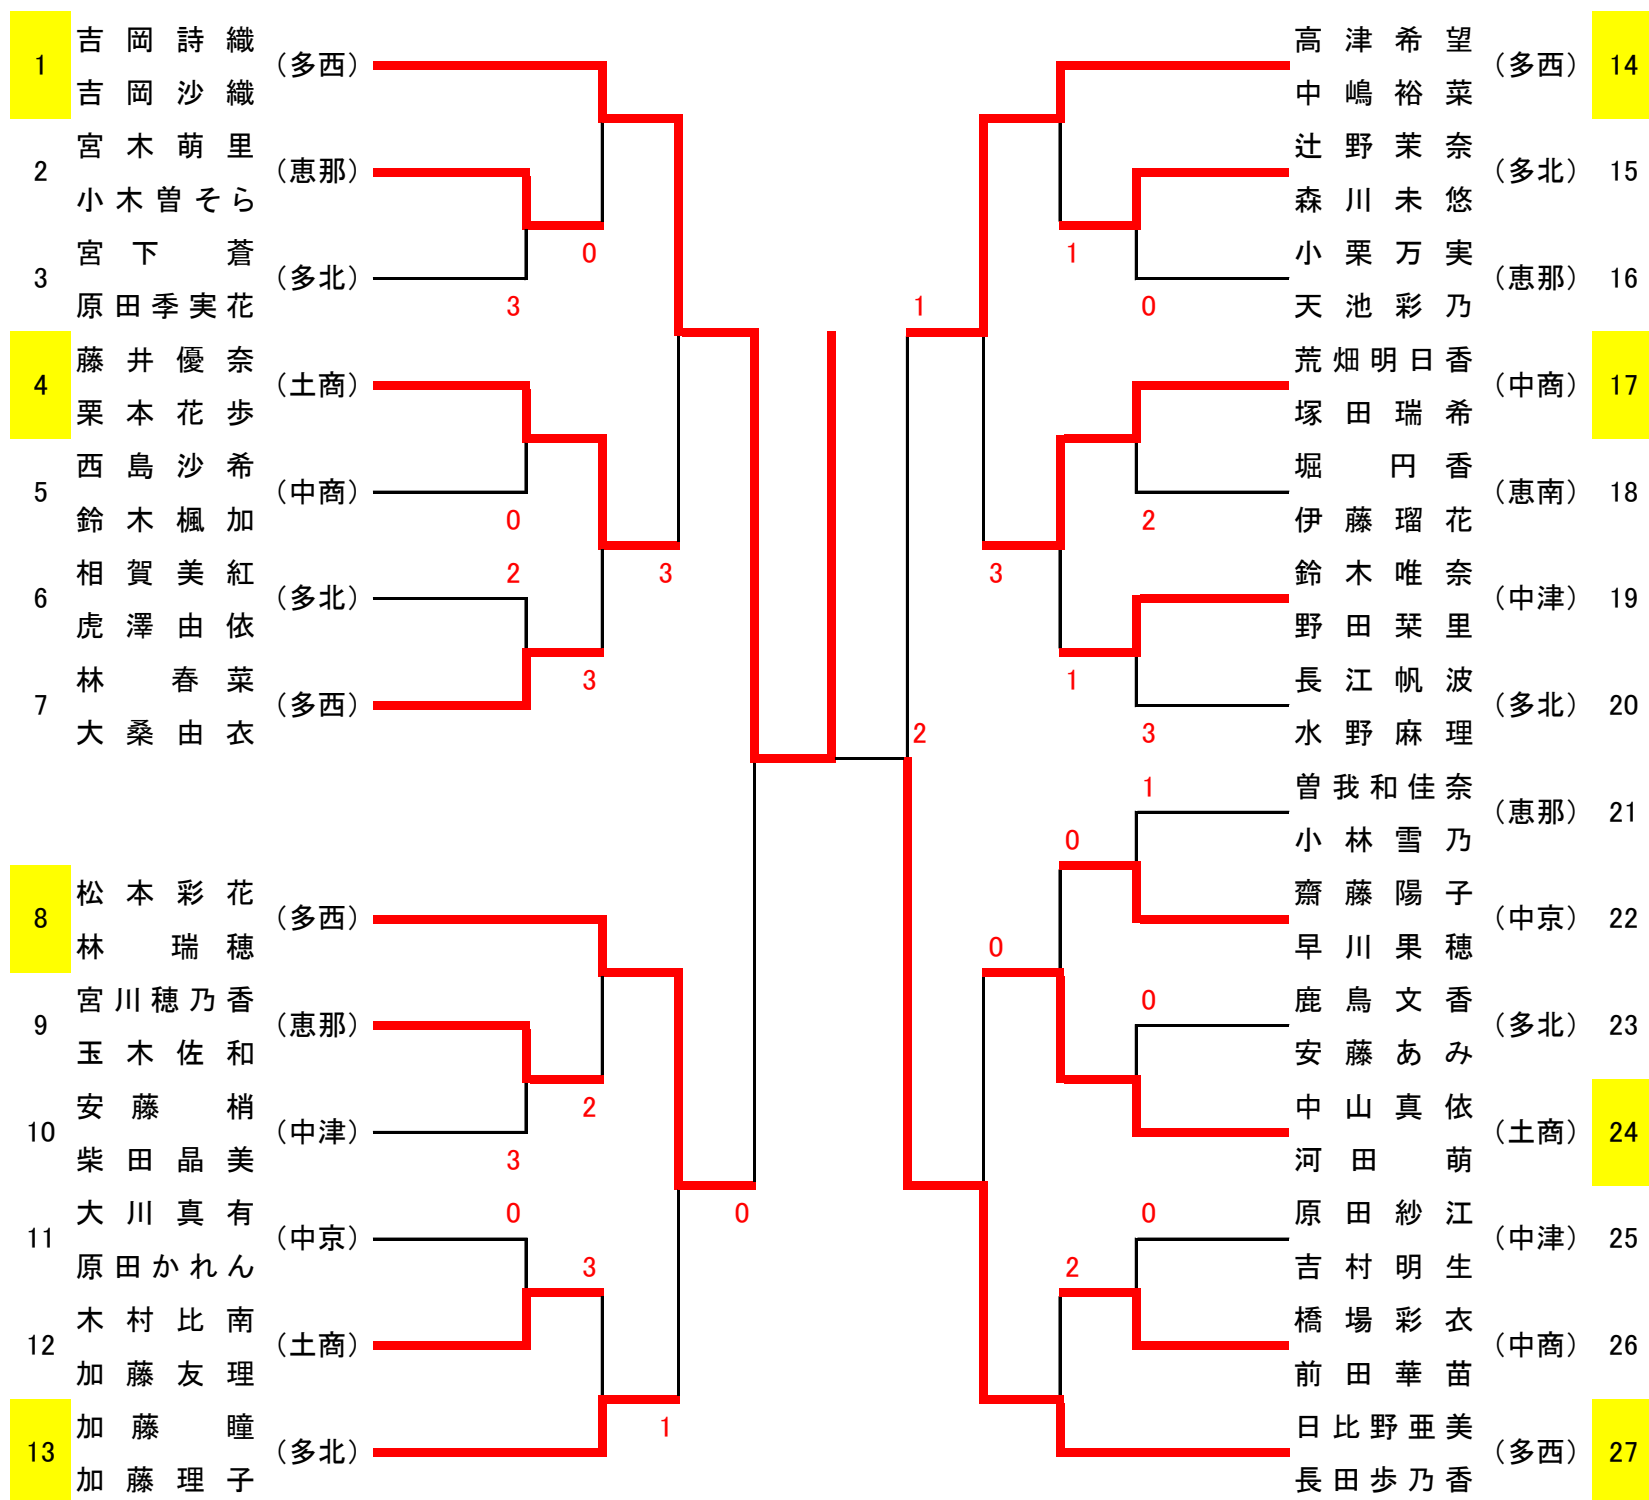 1 吉岡詩織 吉岡沙織 (多西)
2 宮木萌里 小木曽そら (恵那)
0
3 宮下蒼 原田季実花 (多北)
3
4 藤井優奈 栗本花歩 (土商)
5 西島沙希 鈴木楓加 (中商)
0
6 相賀美紅 虎澤由依 (多北)
2
3
7 林春菜 大桑由衣 (多西)
3
8 松本彩花 林瑞穂 (多西)
9 宮川穂乃香 玉木佐和 (恵那)
2
10 安藤梢 柴田晶美 (中津)
3
11 大川真有 原田かれん (中京)
0
0
3
12 木村比南 加藤友理 (土商)
13 加藤瞳 加藤理子 (多北)
1
高津希望 中嶋裕菜 (多西) 14
辻野茉奈 森川未悠 (多北) 15
1
小栗万実 天池彩乃 (恵那) 16
0
1
荒畑明日香 塚田瑞希 (中商) 17
堀円香 伊藤瑠花 (恵南) 18
2
3
鈴木唯奈 野田栞里 (中津) 19
1
長江帆波 水野麻理 (多北) 20
3
2
曽我和佳奈 小林雪乃 (恵那) 21
1
0
齋藤陽子 早川果穂 (中京) 22
0
鹿鳥文香 安藤あみ (多北) 23
0
中山真依 河田萌 (土商) 24
原田紗江 吉村明生 (中津) 25
0
2
橋場彩衣 前田華苗 (中商) 26
日比野亜美 長田歩乃香 (多西) 27